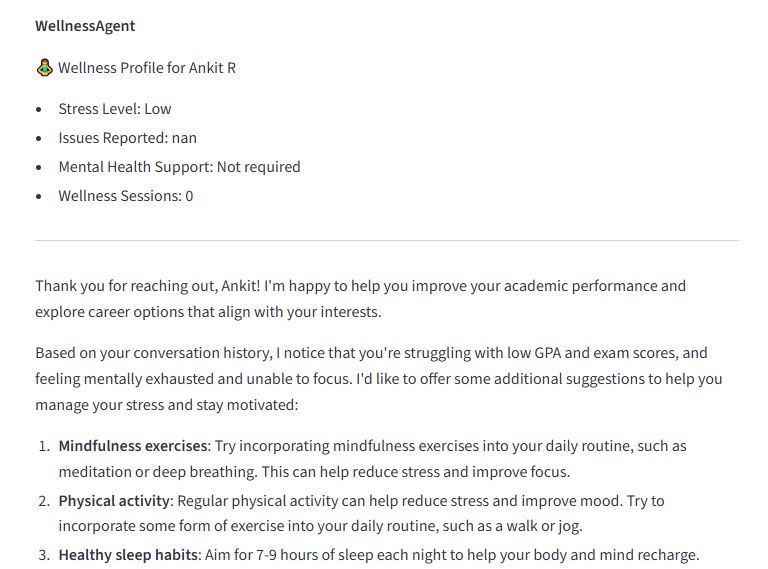 WellnessAgent
Wellness Profile for Ankit R
• Stress Level: Low
• Issues Reported: nan
• Mental Health Support: Not required
• Wellness Sessions: 0
Thank you for reaching out, Ankit! I'm happy to help you improve your academic performance and
explore career options that align with your interests.
Based on your conversation history, I notice that you're struggling with low GPA and exam scores, and
feeling mentally exhausted and unable to focus. I'd like to offer some additional suggestions to help you
manage your stress and stay motivated:
1. Mindfulness exercises: Try incorporating mindfulness exercises into your daily routine, such as
meditation or deep breathing. This can help reduce stress and improve focus.
2. Physical activity: Regular physical activity can help reduce stress and improve mood. Try to
incorporate some form of exercise into your daily routine, such as a walk or jog.
3. Healthy sleep habits: Aim for 7-9 hours of sleep each night to help your body and mind recharge.